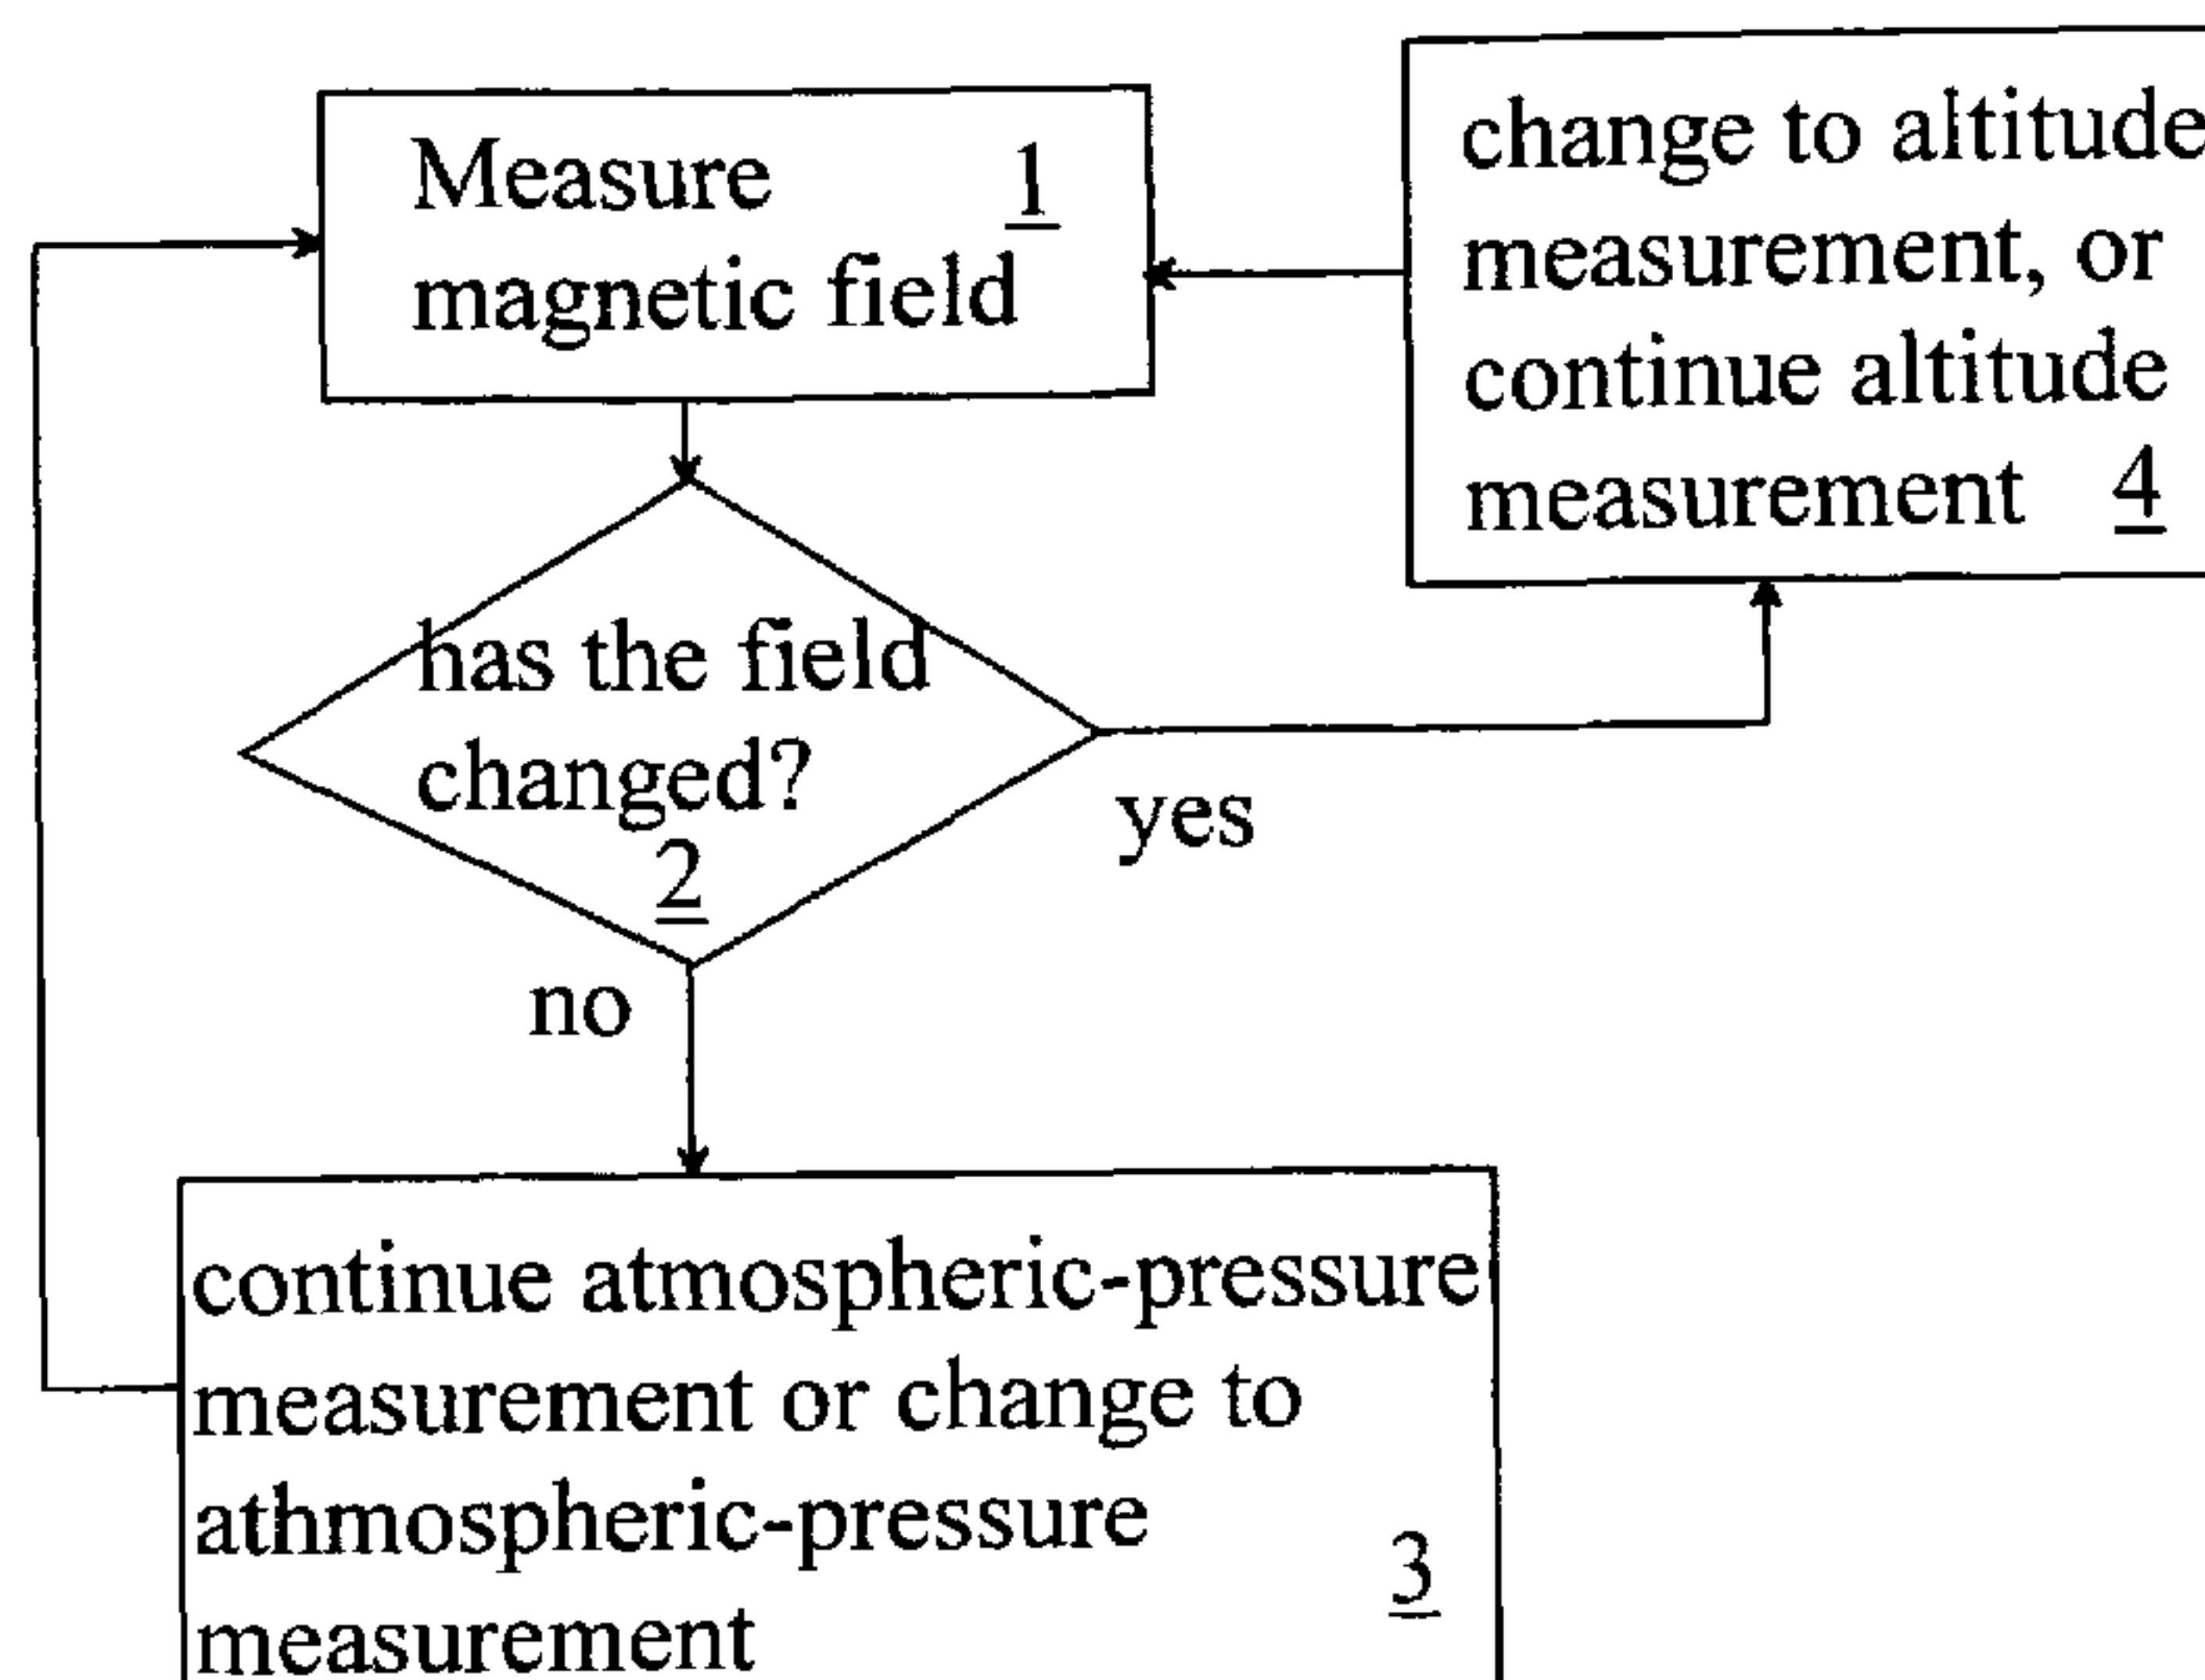 Measure 1
magnetic field
change to altitude
measurement, or
continue altitude
measurement 4
has the field
changed?
2
yes
no
continue atmospheric-pressure
measurement or change to
athmospheric-pressure
3
measurement